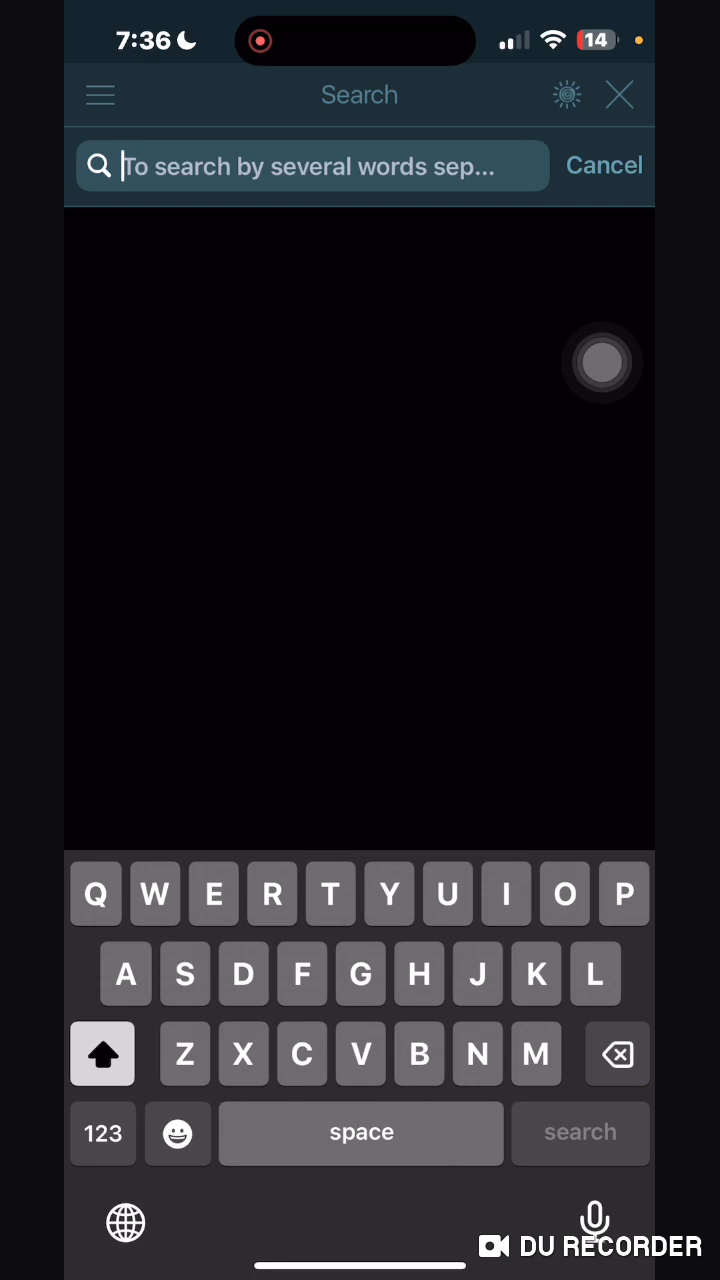 7:36
14
Search
To search by several words sep...
Cancel
Q W E R T Y U I O P
A S D F G H J K L
Z X C V B N M
123
space
search
DU RECORDER